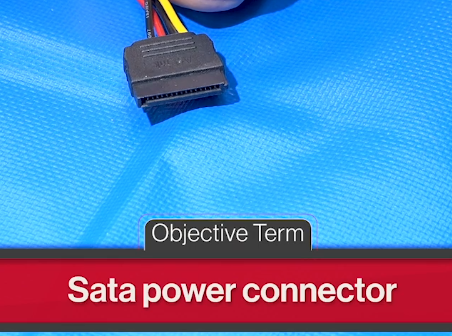 Objective Term
Sata power connector